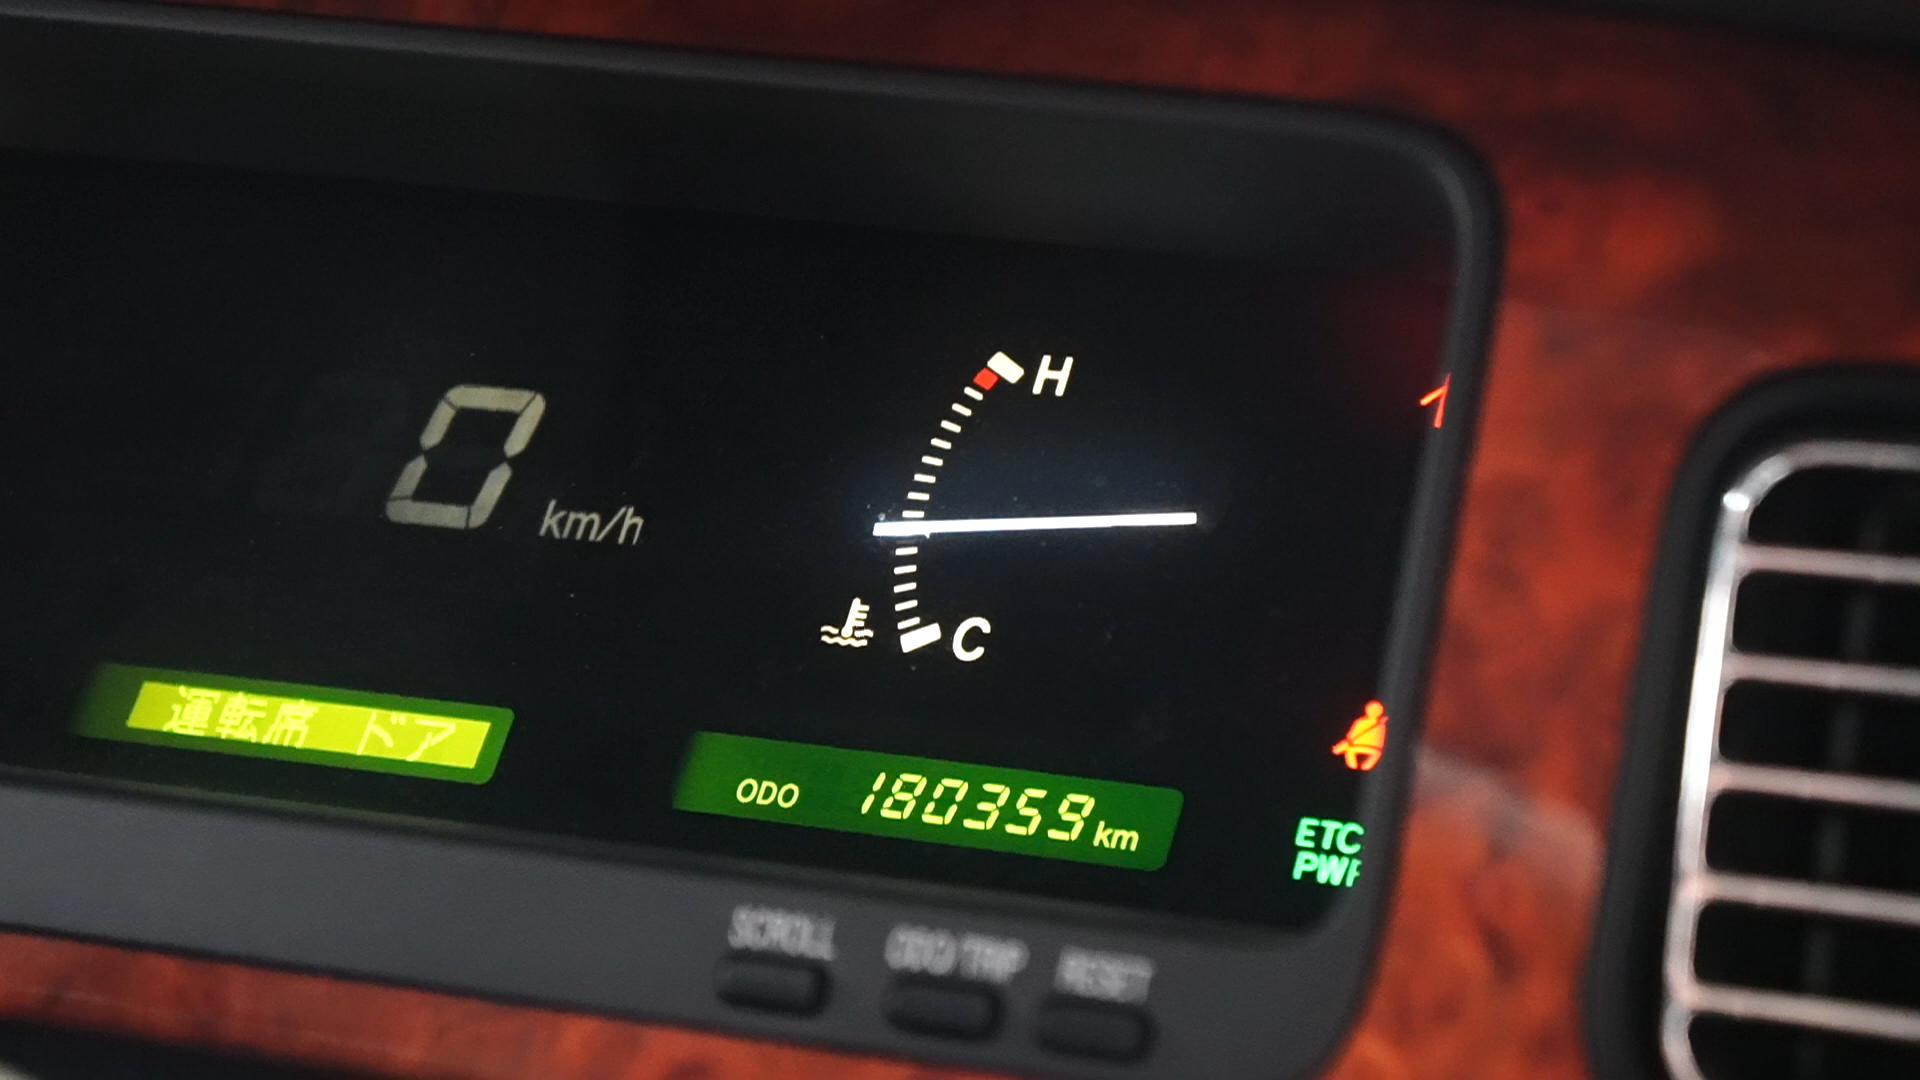 H
0 km/h
C
運転席 ドア
ODO 180359 km
ETC
PWR
SCROLL
ODO/TRIP
RESET